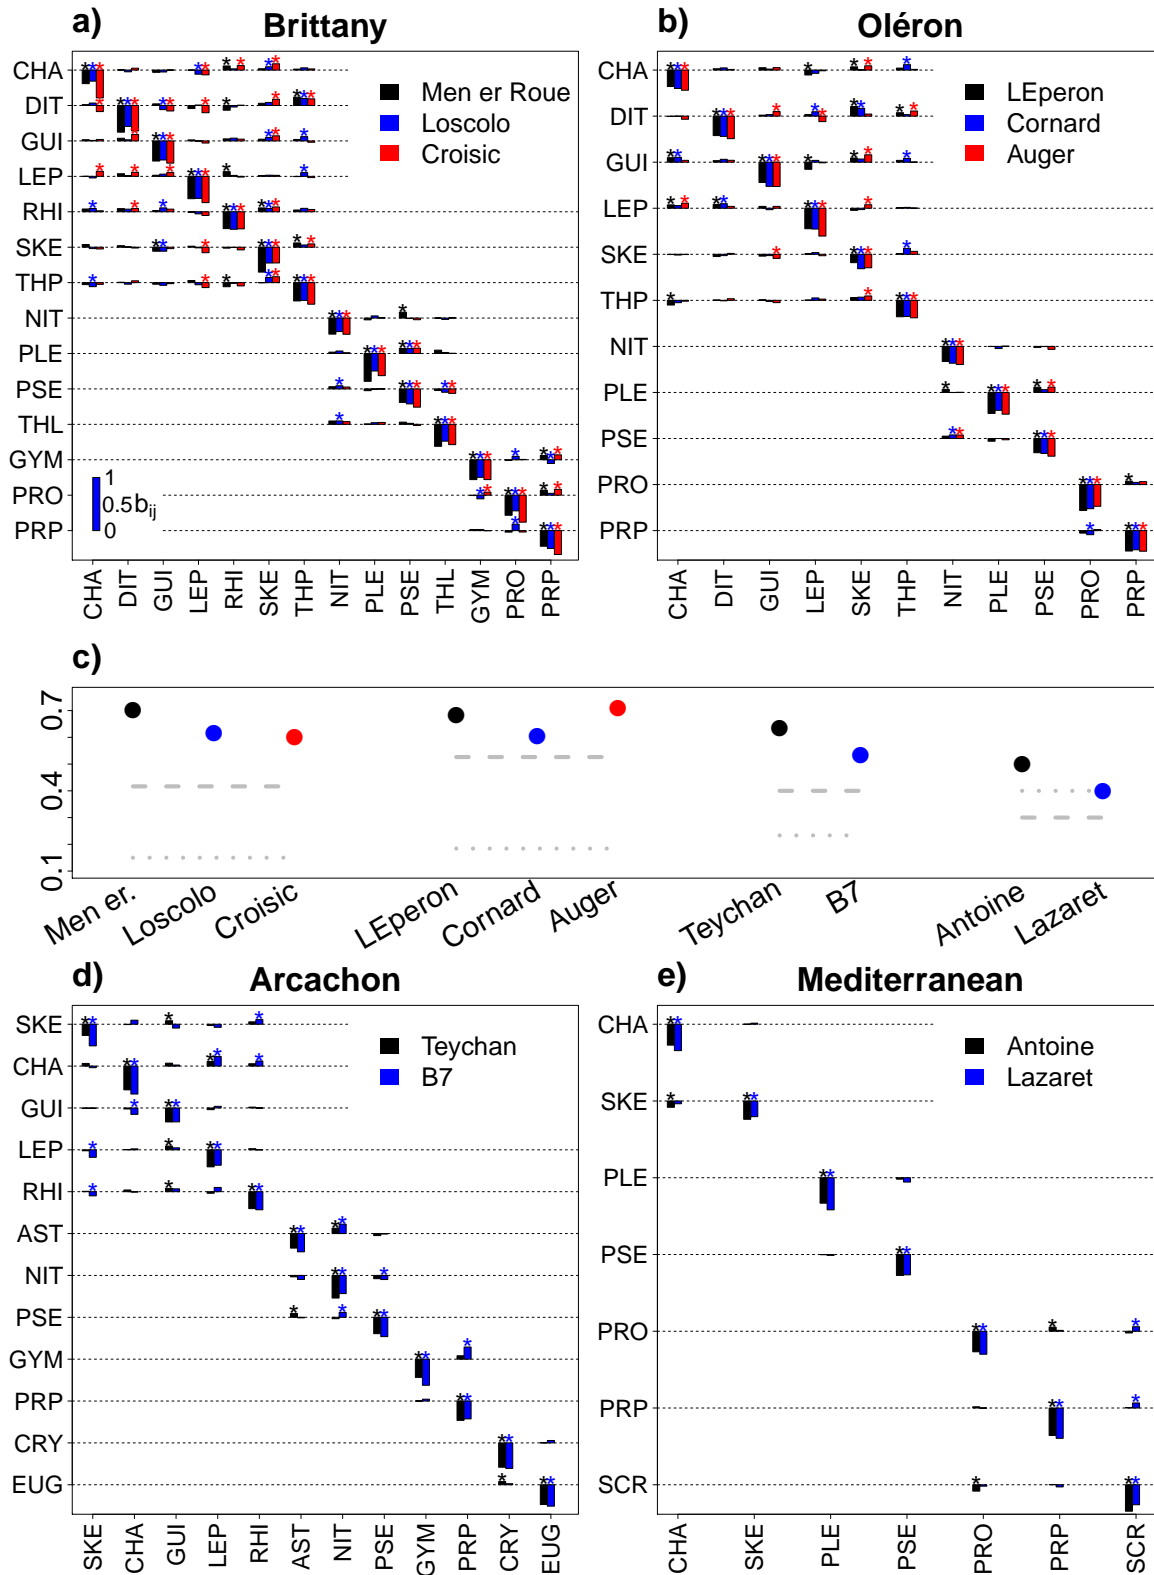 a) Brittany
CHA
DIT
GUI
LEP
RHI
SKE
THP
NIT
PLE
PSE
THL
GYM
PRO
PRP
Men er Roue
Loscolo
Croisic
1
0.5 bij
0
CHA DIT GUI LEP RHI SKE THP NIT PLE PSE THL GYM PRO PRP
b) Oléron
CHA
DIT
GUI
LEP
SKE
THP
NIT
PLE
PSE
PRO
PRP
LEperon
Cornard
Auger
CHA DIT GUI LEP SKE THP NIT PLE PSE PRO PRP
c)
0.7
0.4
0.1
Men er. Loscolo Croisic LEperon Cornard Auger Teychan B7 Antoine Lazaret
d) Arcachon
SKE
CHA
GUI
LEP
RHI
AST
NIT
PSE
GYM
PRP
CRY
EUG
Teychan
B7
SKE CHA GUI LEP RHI AST NIT PSE GYM PRP CRY EUG
e) Mediterranean
CHA
SKE
PLE
PSE
PRO
PRP
SCR
Antoine
Lazaret
CHA SKE PLE PSE PRO PRP SCR